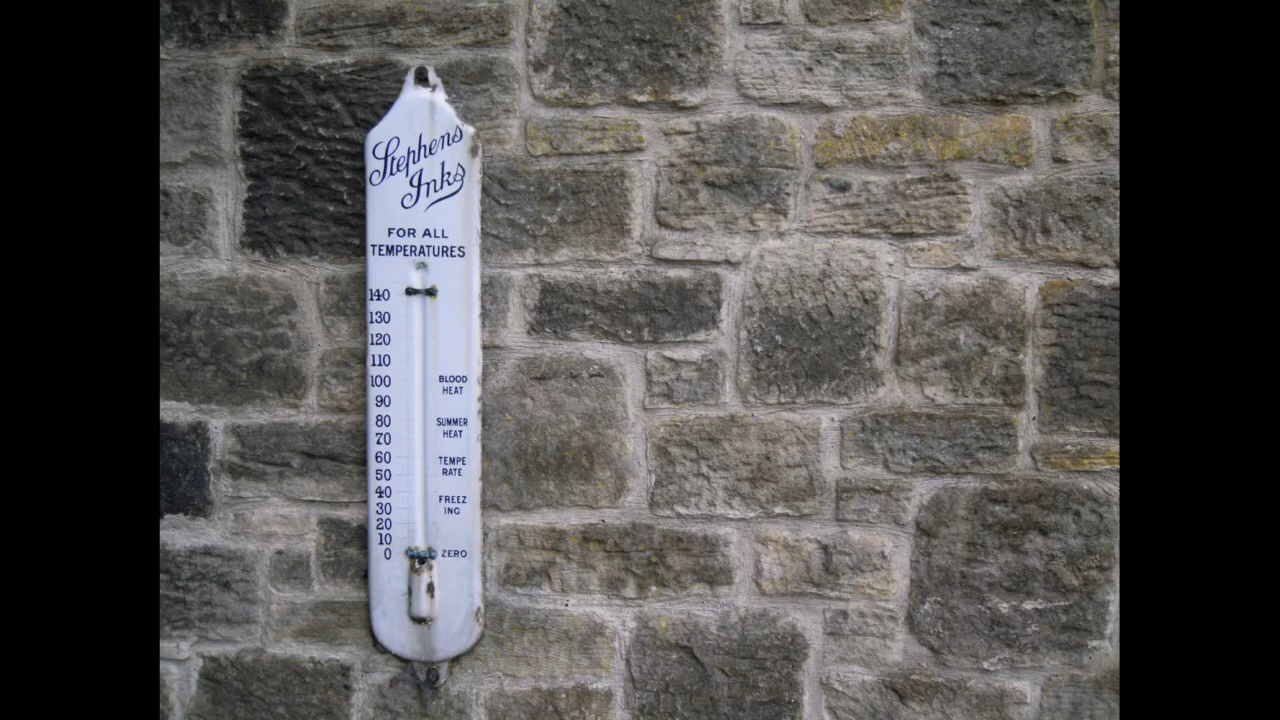 Stephens
Inks
FOR ALL
TEMPERATURES
140
130
120
110
100
BLOOD
HEAT
90
80
SUMMER
HEAT
70
60
TEMPE
RATE
50
40
FREEZ
ING
30
20
10
0
ZERO